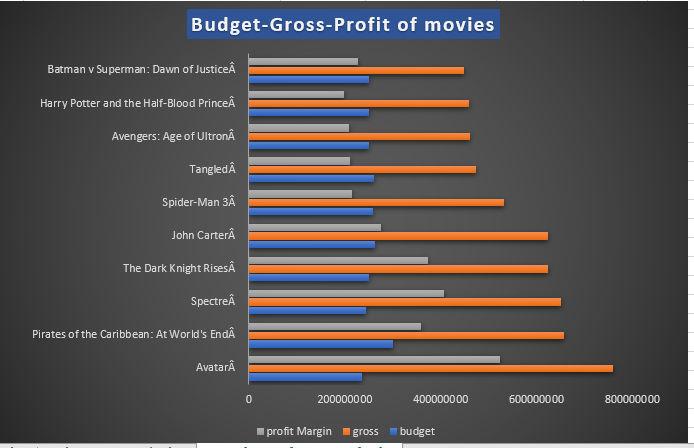 Budget-Gross-Profit of movies
Batman v Superman: Dawn of JusticeÂ
Harry Potter and the Half-Blood PrinceÂ
Avengers: Age of UltronÂ
TangledÂ
Spider-Man 3Â
John CarterÂ
The Dark Knight RisesÂ
SpectreÂ
Pirates of the Caribbean: At World's EndÂ
AvatarÂ
0 200000000 400000000 600000000 800000000
profit Margin gross budget